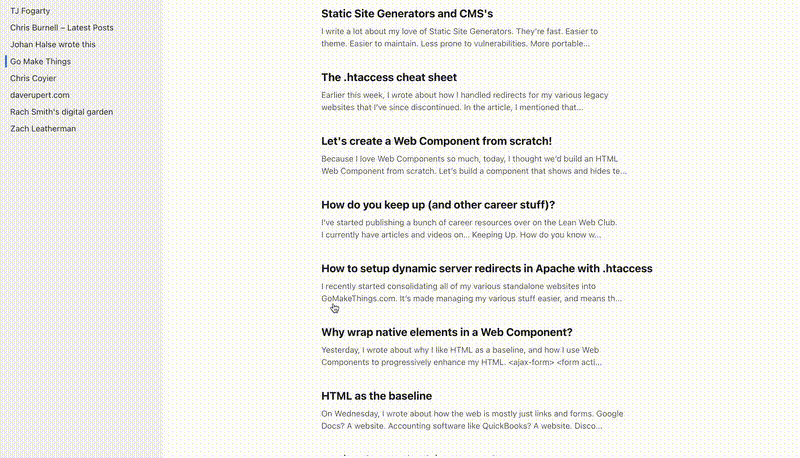 TJ Fogarty
Chris Burnell – Latest Posts
Johan Halse wrote this
Go Make Things
Chris Coyier
daverupert.com
Rach Smith's digital garden
Zach Leatherman
Static Site Generators and CMS's
I write a lot about my love of Static Site Generators. They're fast. Easier to
theme. Easier to maintain. Less prone to vulnerabilities. More portable...
The .htaccess cheat sheet
Earlier this week, I wrote about how I handled redirects for my various legacy
websites that I've since discontinued. In the article, I mentioned that...
Let's create a Web Component from scratch!
Because I love Web Components so much, today, I thought we'd build an HTML
Web Component from scratch. Let's build a component that shows and hides te...
How do you keep up (and other career stuff)?
I've started publishing a bunch of career resources over on the Lean Web Club.
I currently have articles and videos on... Keeping Up. How do you know w...
How to setup dynamic server redirects in Apache with .htaccess
I recently started consolidating all of my various standalone websites into
GoMakeThings.com. It's made managing my various stuff easier, and means th...
Why wrap native elements in a Web Component?
Yesterday, I wrote about why I like HTML as a baseline, and how I use Web
Components to progressively enhance my HTML. <ajax-form> <form acti...
HTML as the baseline
On Wednesday, I wrote about how the web is mostly just links and forms. Google
Docs? A website. Accounting software like QuickBooks? A website. Disco...